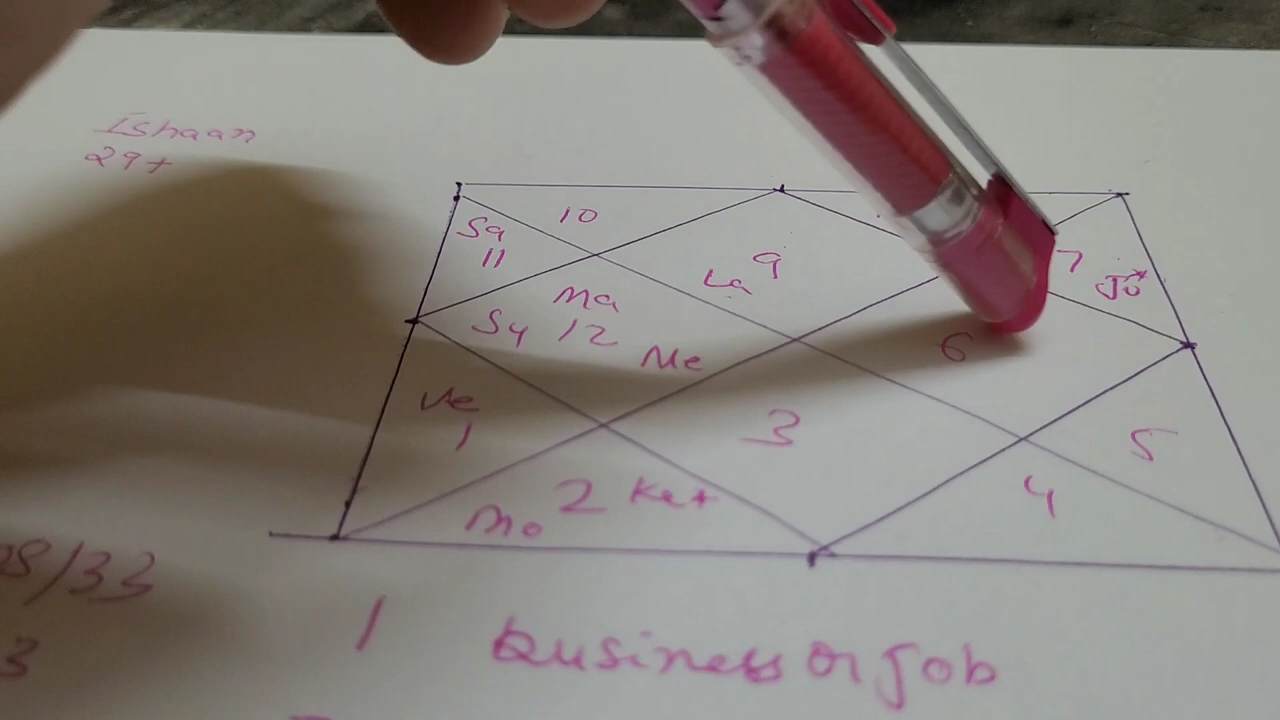 Ishaan
29+
10
Sa
11
La 9
7
Ju
Ma
Sy 12
Me
6
Ve
1
3
5
2 Ket
Mo
4
08/33
3
1 business or Job